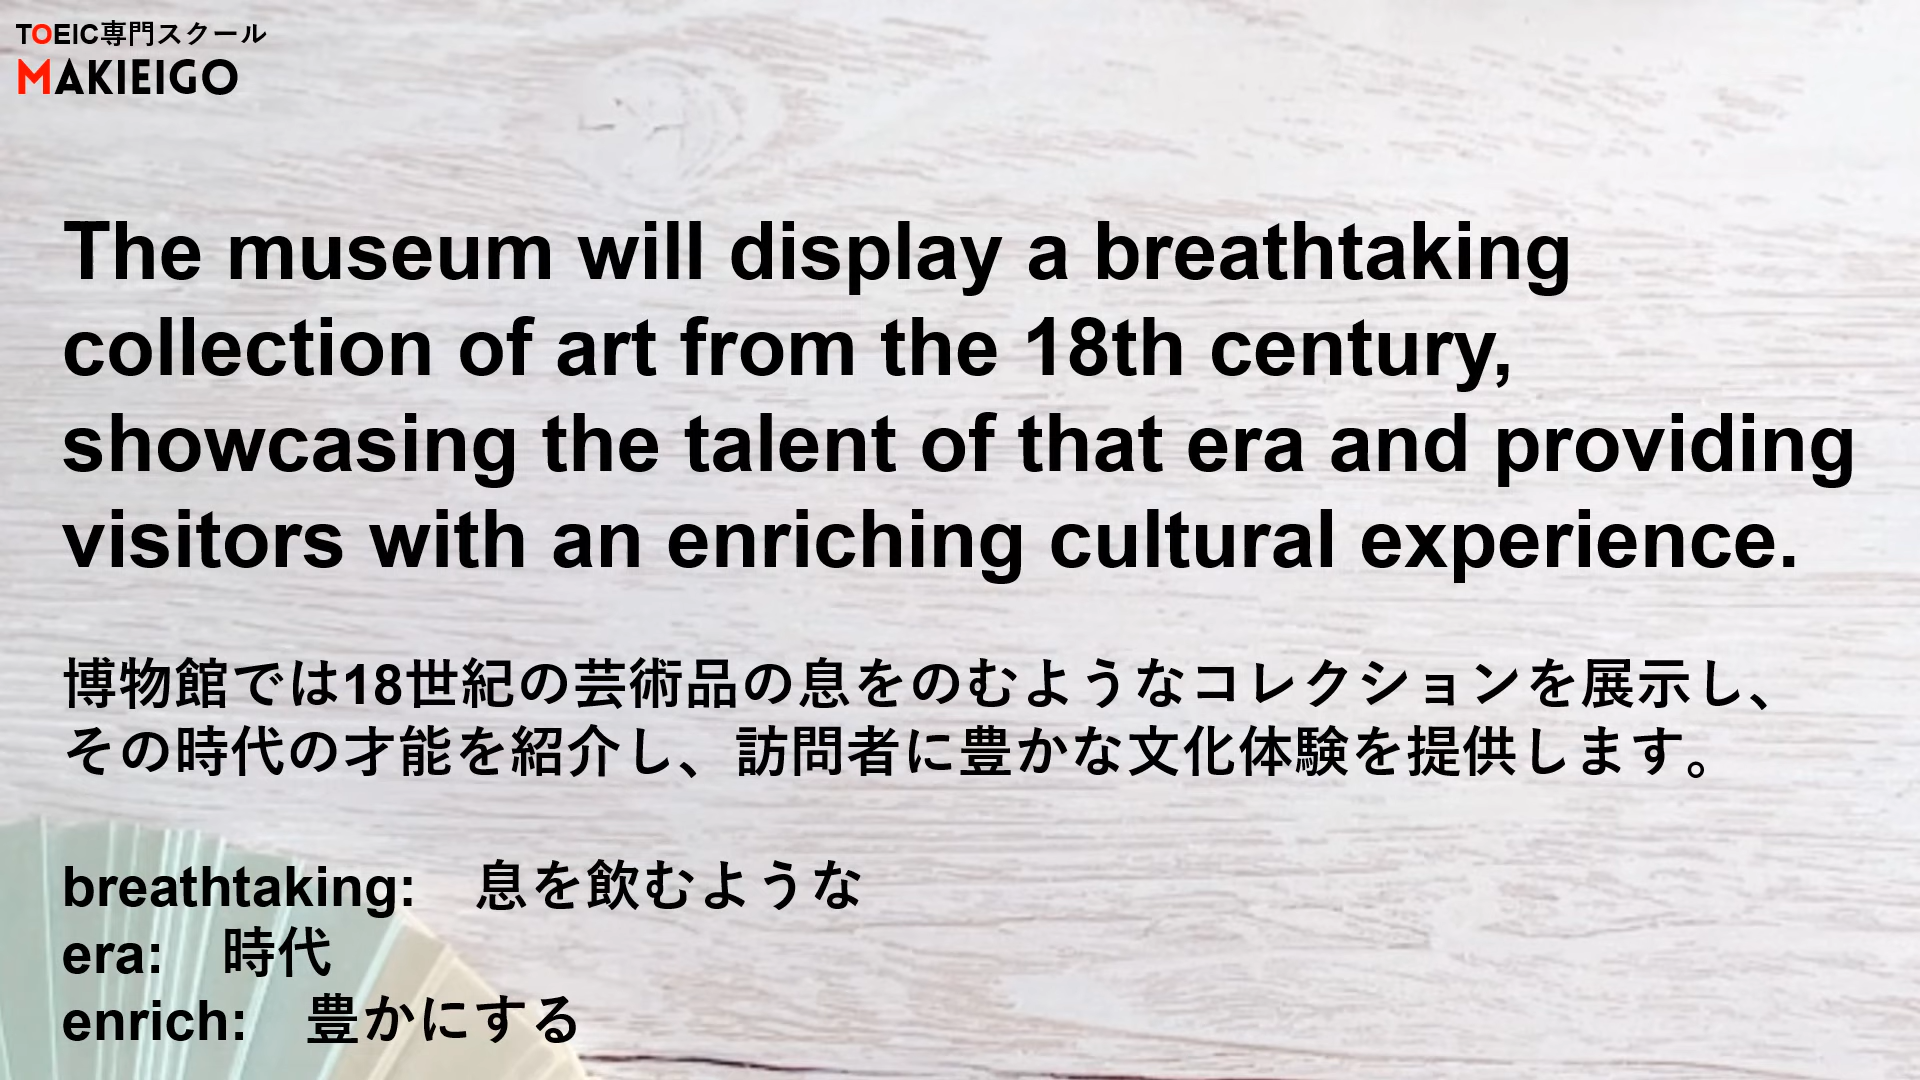 TOEIC専門スクール
MAKIEIGO
The museum will display a breathtaking
collection of art from the 18th century,
showcasing the talent of that era and providing
visitors with an enriching cultural experience.
博物館では18世紀の芸術品の息をのむようなコレクションを展示し、
その時代の才能を紹介し、訪問者に豊かな文化体験を提供します。
breathtaking:　息を飲むような
era:　時代
enrich:　豊かにする